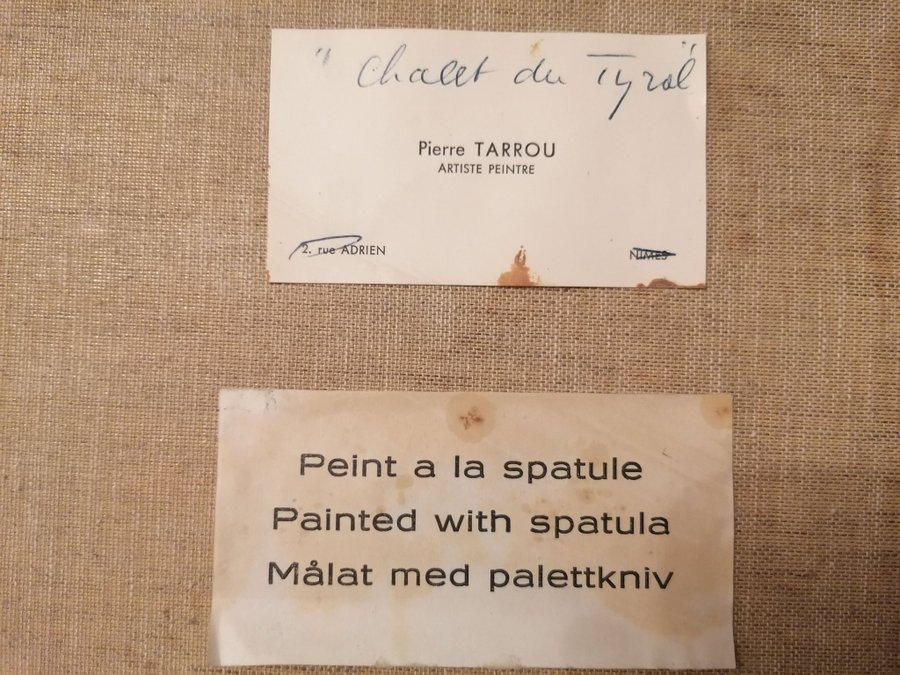 " Chalet du Tyrol "
Pierre TARROU
ARTISTE PEINTRE
2. rue ADRIEN
NIMES
Peint a la spatule
Painted with spatula
Målat med palettkniv